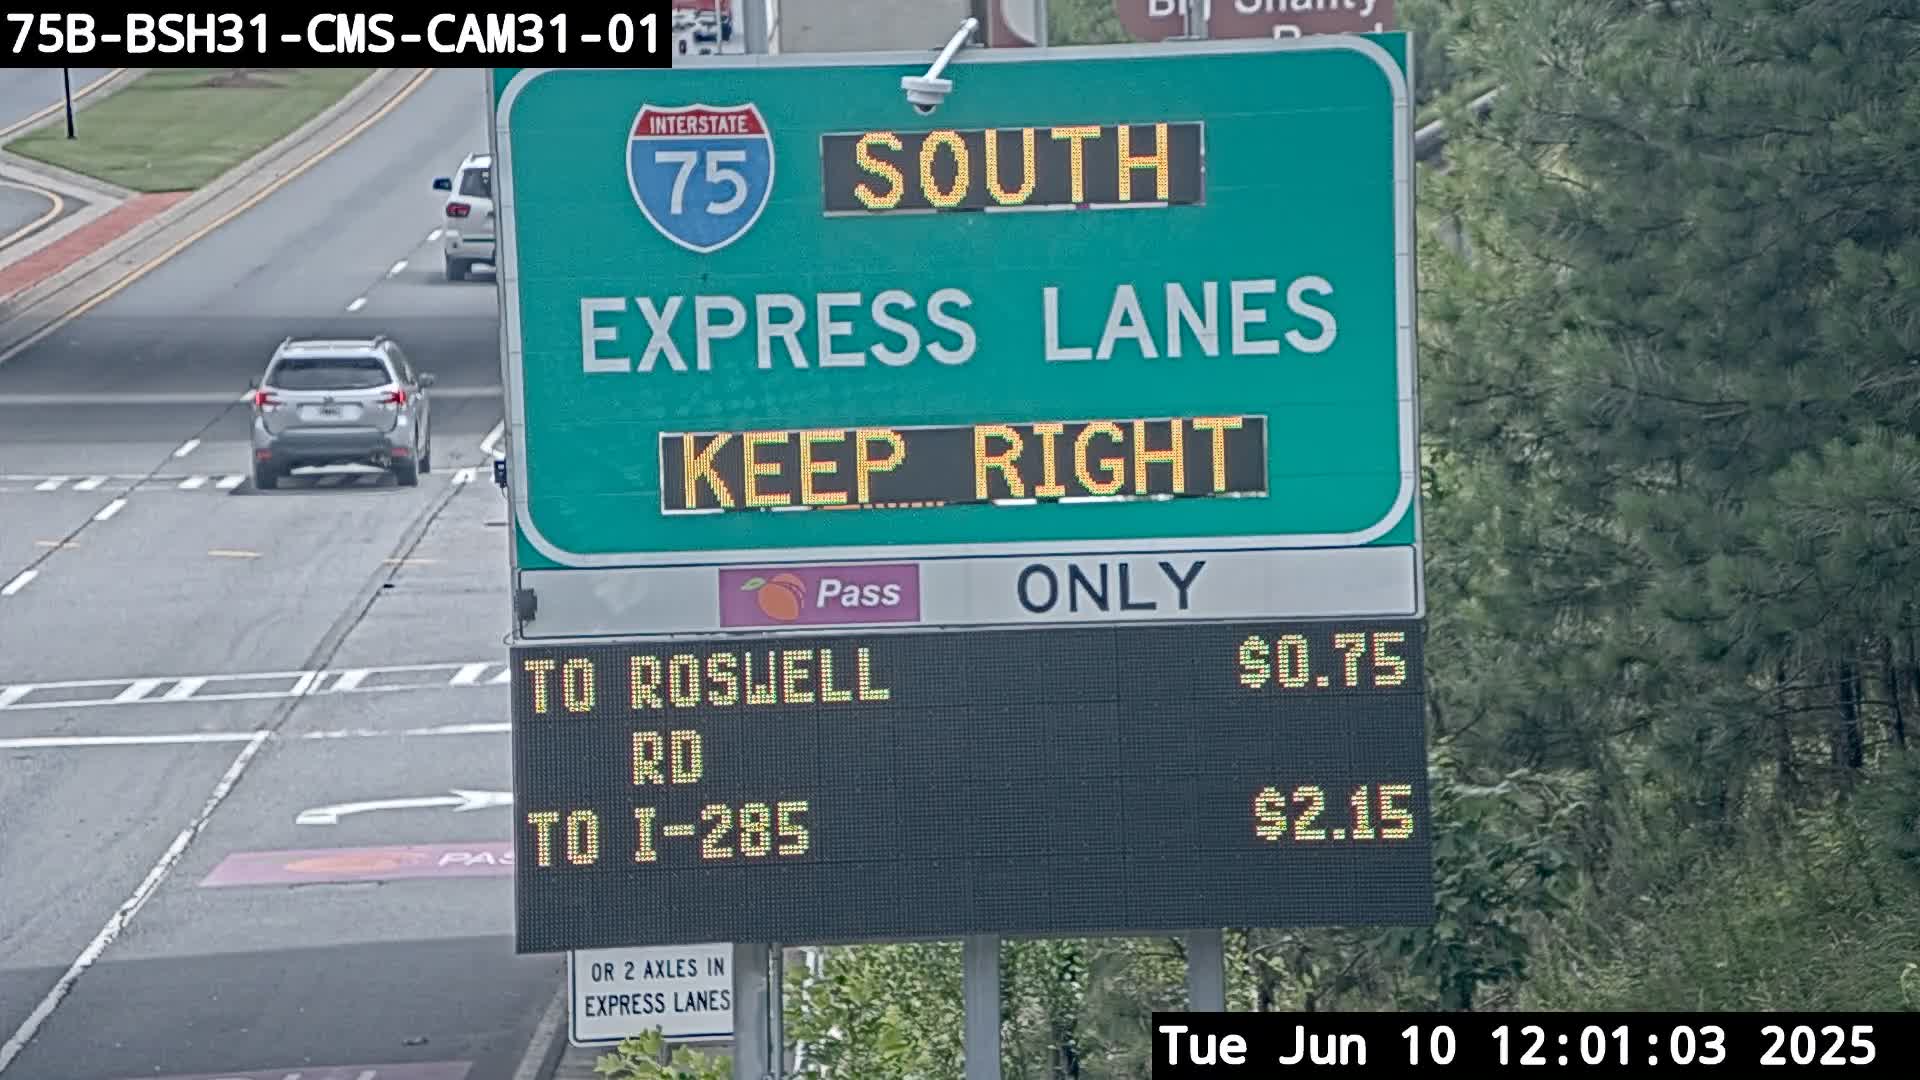 75B-BSH31-CMS-CAM31-01
Shanty
INTERSTATE
75
SOUTH
EXPRESS LANES
KEEP RIGHT
Pass
ONLY
TO ROSWELL $0.75
RD
TO I-285 $2.15
OR 2 AXLES IN
EXPRESS LANES
Tue Jun 10 12:01:03 2025